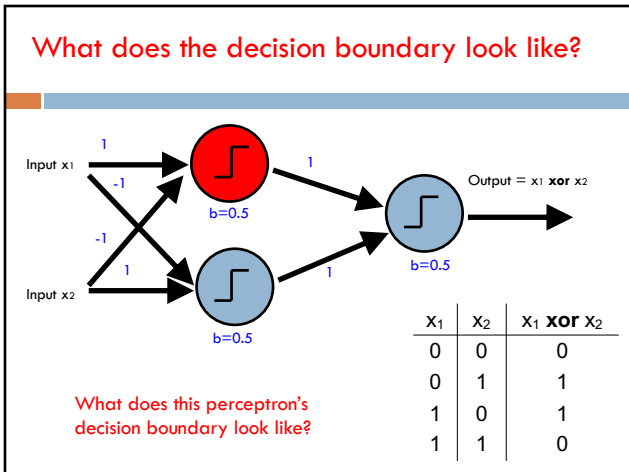 What does the decision boundary look like?
1
Input x1
-1
1
Output = x1 xor x2
b=0.5
-1
b=0.5
1
1
Input x2
b=0.5
x1 x2 x1 xor x2
0 0 0
0 1 1
1 0 1
1 1 0
What does this perceptron's
decision boundary look like?